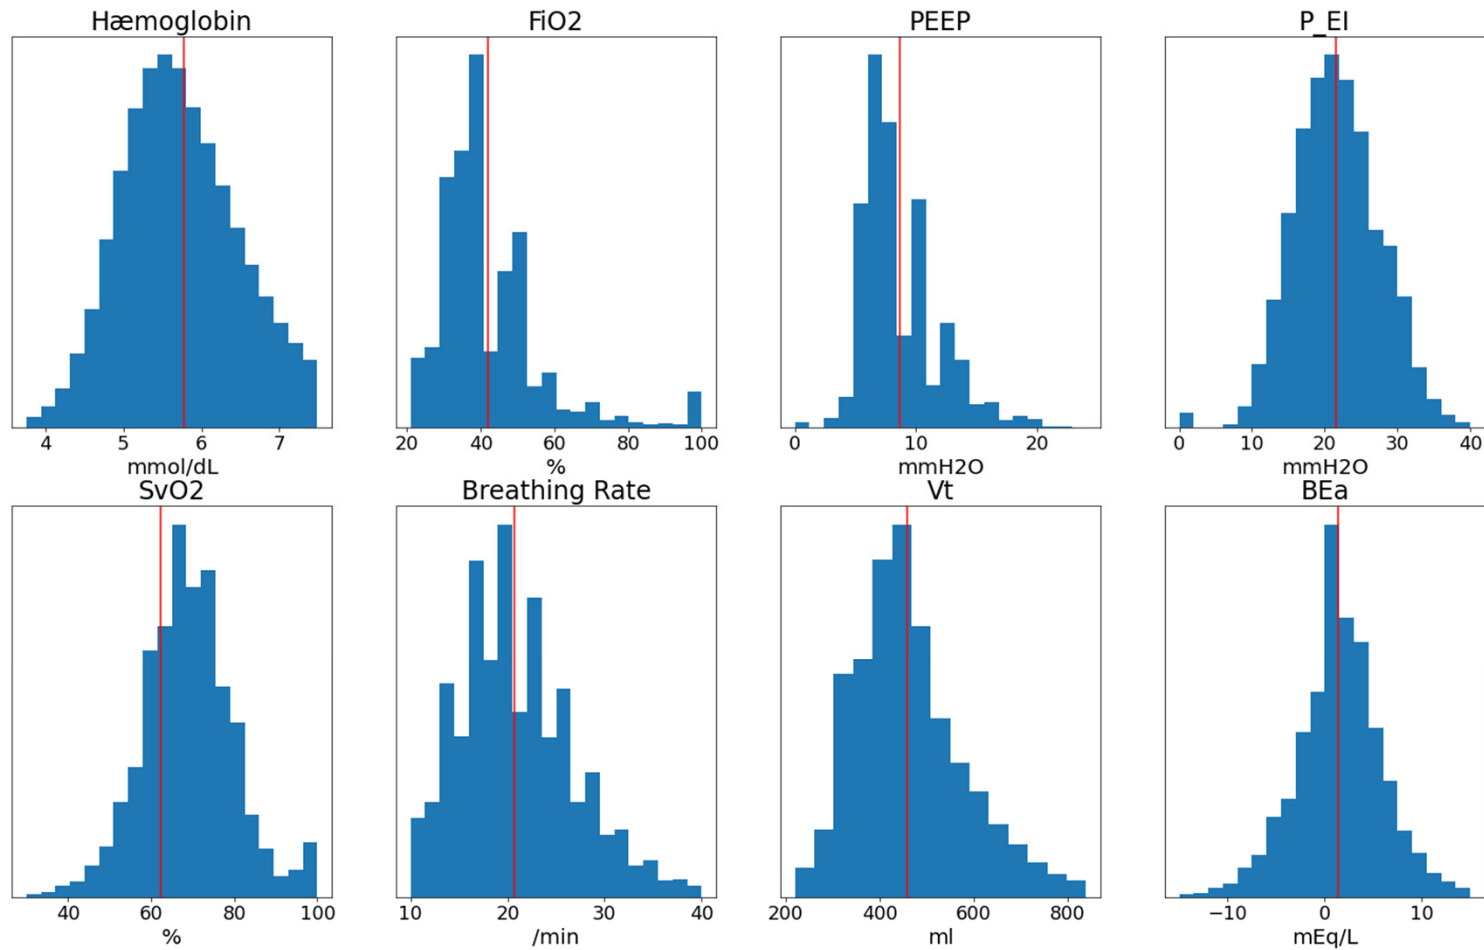 Hæmoglobin
FiO2
PEEP
P_EI
4 5 6 7
20 40 60 80 100
0 10 20
0 10 20 30 40
mmol/dL
%
mmH2O
mmH2O
SvO2
Breathing Rate
Vt
BEa
40 60 80 100
10 20 30 40
200 400 600 800
−10 0 10
%
/min
ml
mEq/L